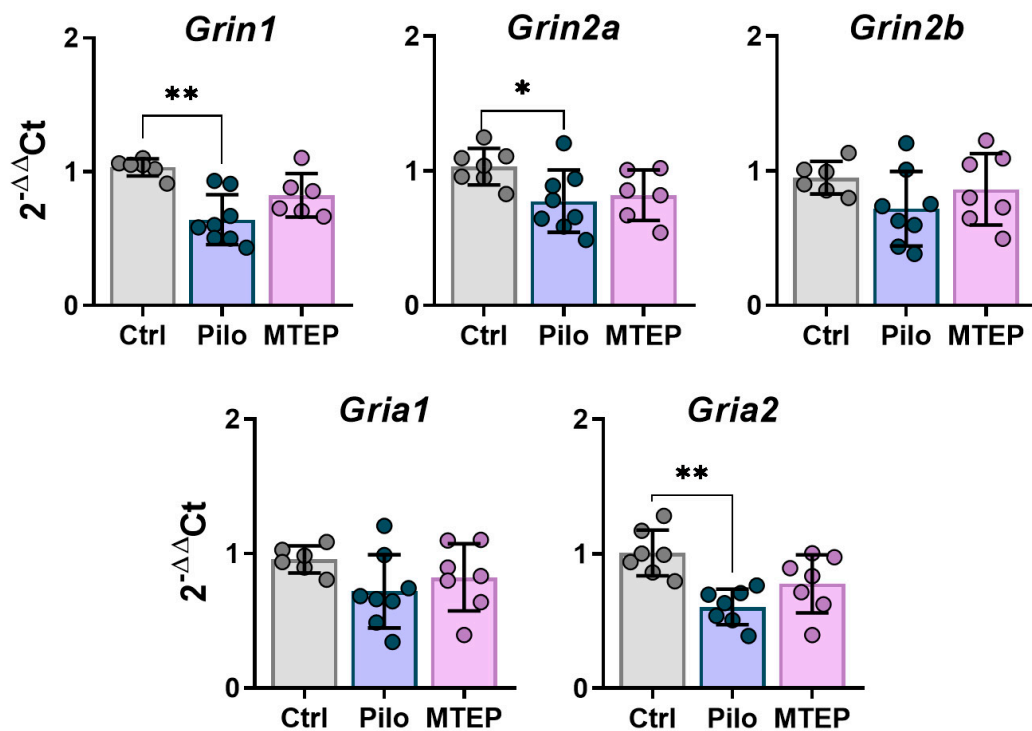 Grin1
2
**
1
0
2^-ΔΔCt
Ctrl Pilo MTEP
Grin2a
2
*
1
0
Ctrl Pilo MTEP
Grin2b
2
1
0
Ctrl Pilo MTEP
Gria1
2
1
0
2^-ΔΔCt
Ctrl Pilo MTEP
Gria2
2
**
1
0
Ctrl Pilo MTEP